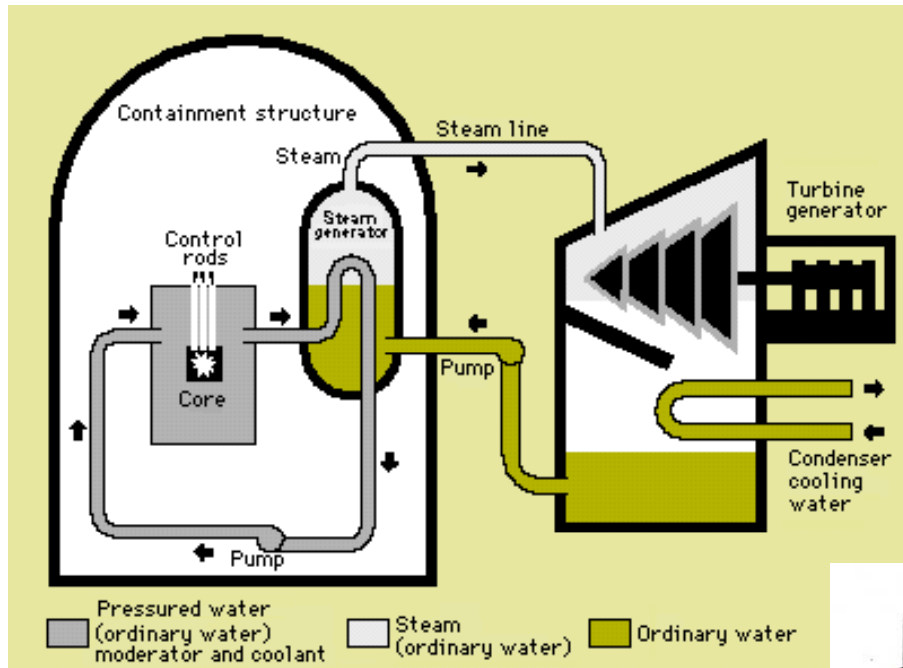 Containment structure
Steam line
Steam
Steam
generator
Turbine
generator
Control
rods
Core
Pump
Pump
Condenser
cooling
water
Pressured water
(ordinary water)
moderator and coolant
Steam
(ordinary water)
Ordinary water